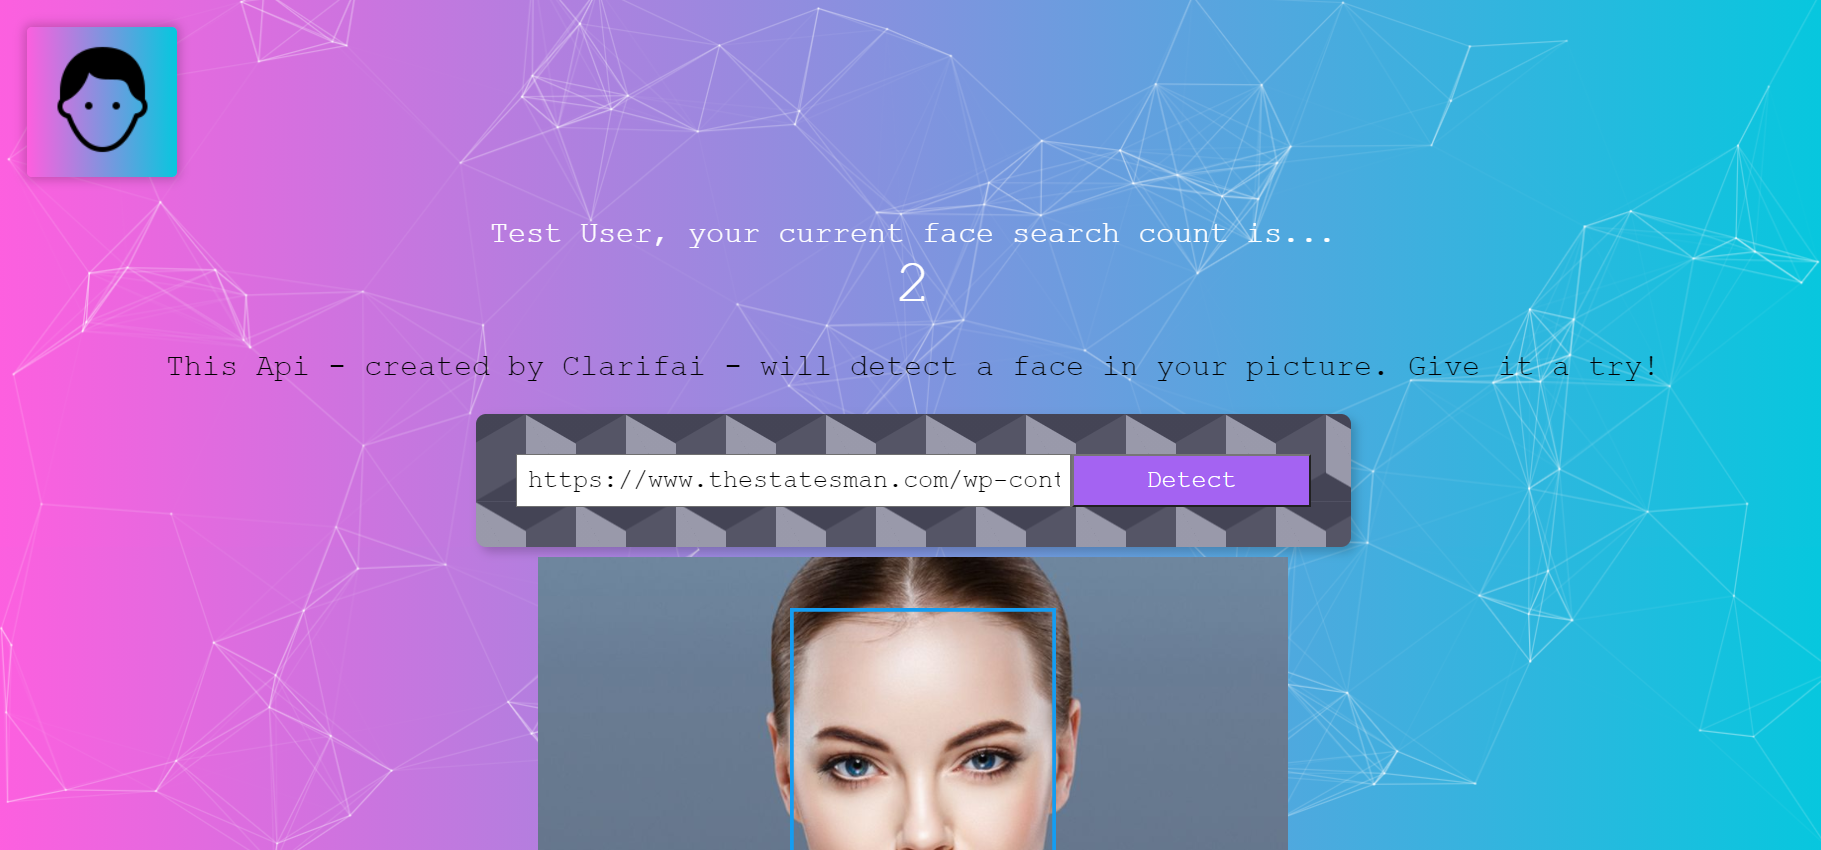 Test User, your current face search count is...
2
This Api - created by Clarifai - will detect a face in your picture. Give it a try!
https://www.thestatesman.com/wp-cont
Detect